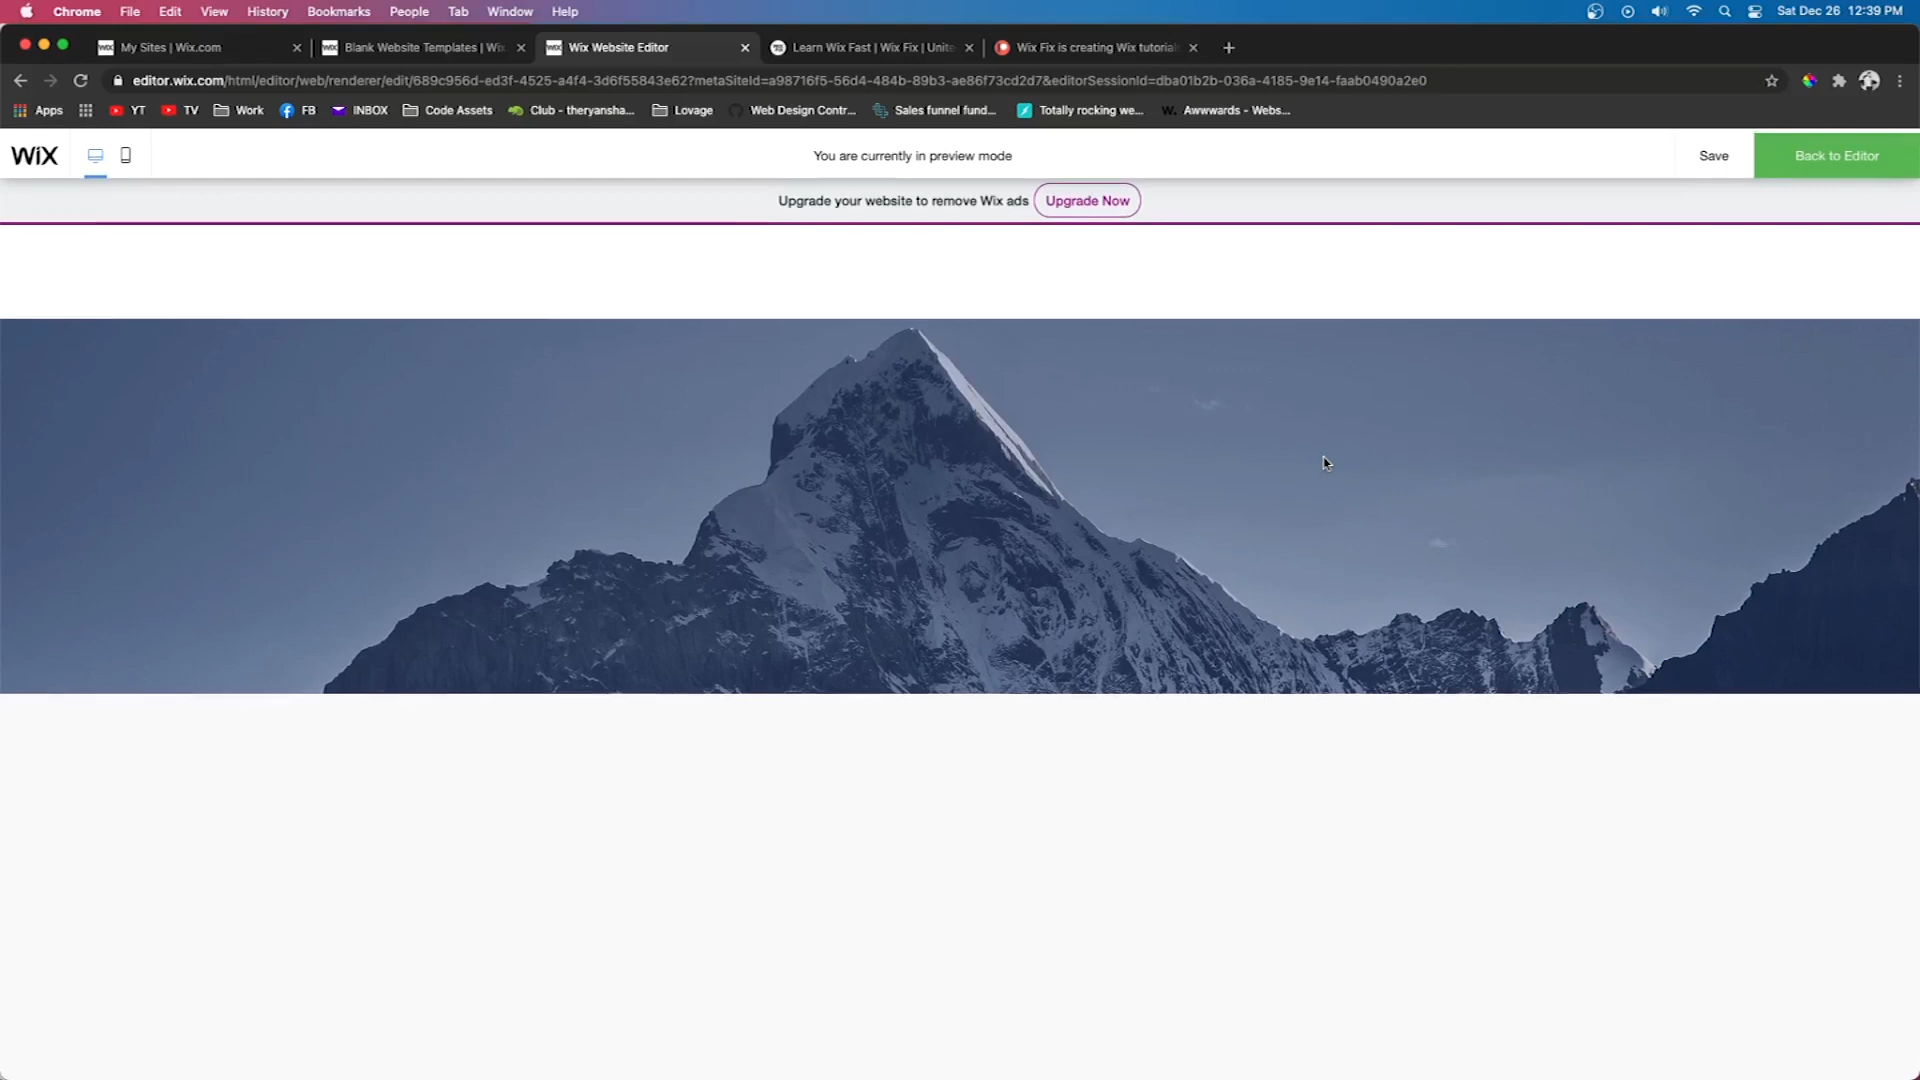 Chrome File Edit View History Bookmarks People Tab Window Help Sat Dec 26 12:39 PM
WiX My Sites | Wix.com WiX Blank Website Templates | Wix WiX Wix Website Editor Learn Wix Fast | Wix Fix | Unite Wix Fix is creating Wix tutorials
editor.wix.com/html/editor/web/renderer/edit/689c956d-ed3f-4525-a4f4-3d6f55843e62?metaSiteId=a98716f5-56d4-484b-89b3-ae86f73cd2d7&editorSessionId=dba01b2b-036a-4185-9e14-faab0490a2e0
Apps YT TV Work FB INBOX Code Assets Club - theryansha... Lovage Web Design Contr... Sales funnel fund... Totally rocking we... W. Awwwards - Webs...
WiX You are currently in preview mode Save Back to Editor
Upgrade your website to remove Wix ads Upgrade Now